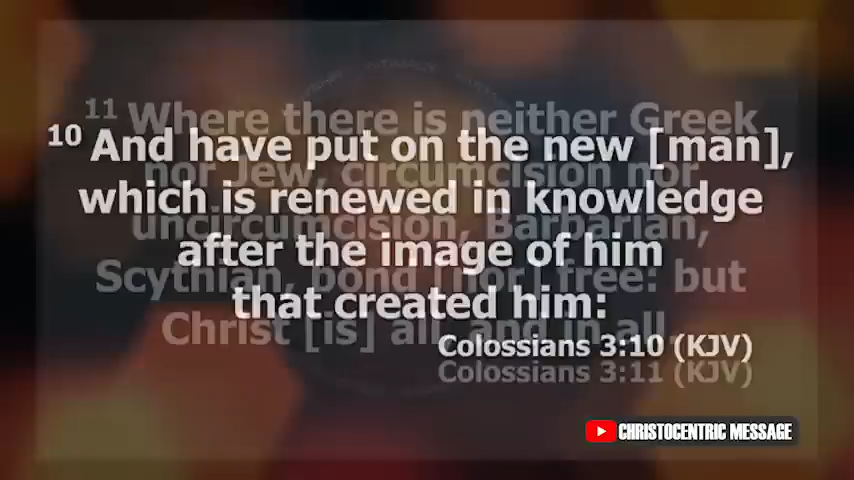 10 And have put on the new [man],
which is renewed in knowledge
after the image of him
that created him:
Colossians 3:10 (KJV)
11 Where there is neither Greek
nor Jew, circumcision nor
uncircumcision, Barbarian,
Scythian, bond [nor] free: but
Christ [is] all, and in all.
Colossians 3:11 (KJV)
CHRISTOCENTRIC MESSAGE